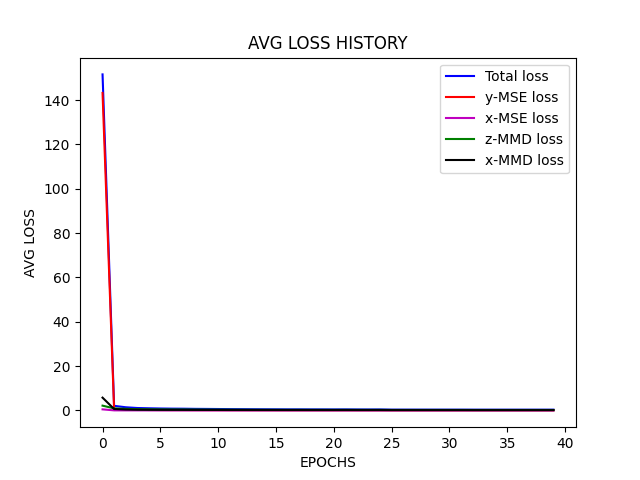 AVG LOSS HISTORY
Total loss
y-MSE loss
x-MSE loss
z-MMD loss
x-MMD loss
AVG LOSS
140
120
100
80
60
40
20
0
0 5 10 15 20 25 30 35 40
EPOCHS